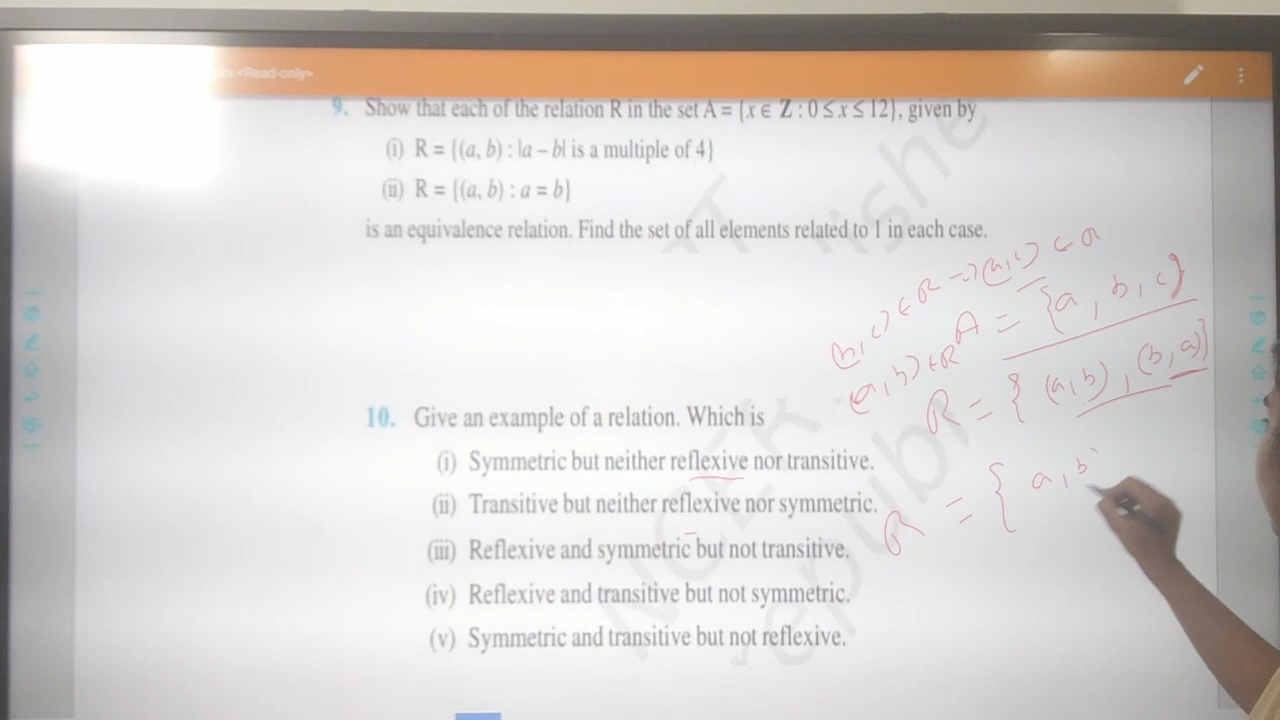 <Read-only>
9. Show that each of the relation R in the set A = {x ∈ Z : 0 ≤ x ≤ 12}, given by
(i) R = {(a, b) : |a – b| is a multiple of 4}
(ii) R = {(a, b) : a = b}
is an equivalence relation. Find the set of all elements related to 1 in each case.
(b,c) ∈ R → (a,c) ∈ R
(a,b) ∈ R
A = {a, b, c}
R = { (a,b), (b,a)}
10. Give an example of a relation. Which is
(i) Symmetric but neither reflexive nor transitive.
(ii) Transitive but neither reflexive nor symmetric.
R = { a,b
(iii) Reflexive and symmetric but not transitive.
(iv) Reflexive and transitive but not symmetric.
(v) Symmetric and transitive but not reflexive.